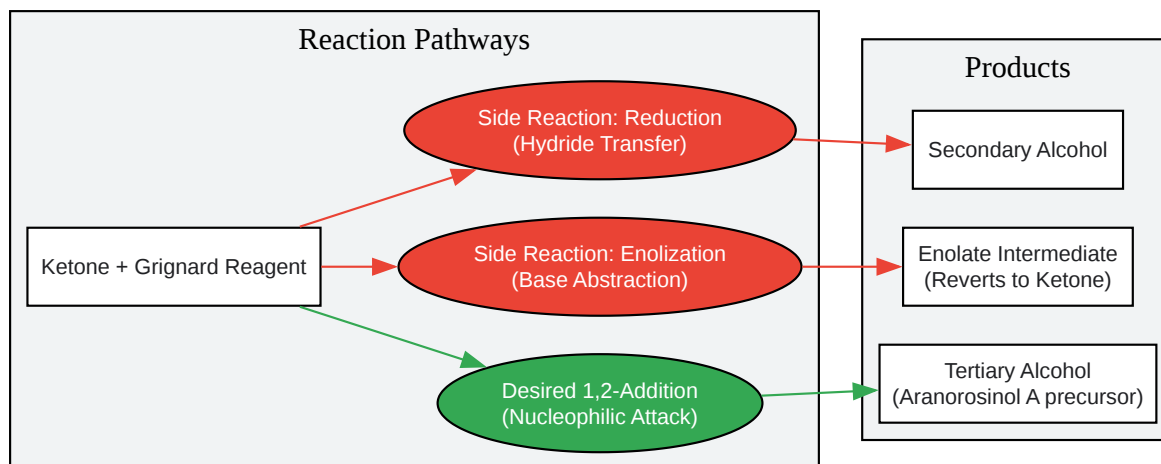 Reaction Pathways
Products
Side Reaction: Reduction
(Hydride Transfer)
Secondary Alcohol
Ketone + Grignard Reagent
Side Reaction: Enolization
(Base Abstraction)
Enolate Intermediate
(Reverts to Ketone)
Desired 1,2-Addition
(Nucleophilic Attack)
Tertiary Alcohol
(Aranorosinol A precursor)